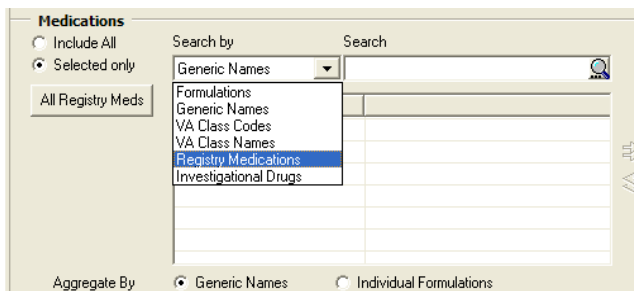 Medications
Include All
Search by
Search
Selected only
Generic Names
All Registry Meds
Formulations
Generic Names
VA Class Codes
VA Class Names
Registry Medications
Investigational Drugs
Aggregate By
Generic Names
Individual Formulations